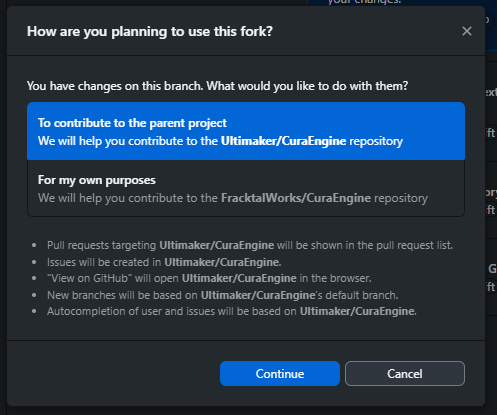 your changes.
How are you planning to use this fork?
You have changes on this branch. What would you like to do with them?
To contribute to the parent project
We will help you contribute to the Ultimaker/CuraEngine repository
For my own purposes
We will help you contribute to the FracktalWorks/CuraEngine repository
Pull requests targeting Ultimaker/CuraEngine will be shown in the pull request list.
Issues will be created in Ultimaker/CuraEngine.
"View on GitHub" will open Ultimaker/CuraEngine in the browser.
New branches will be based on Ultimaker/CuraEngine's default branch.
Autocompletion of user and issues will be based on Ultimaker/CuraEngine.
Continue
Cancel